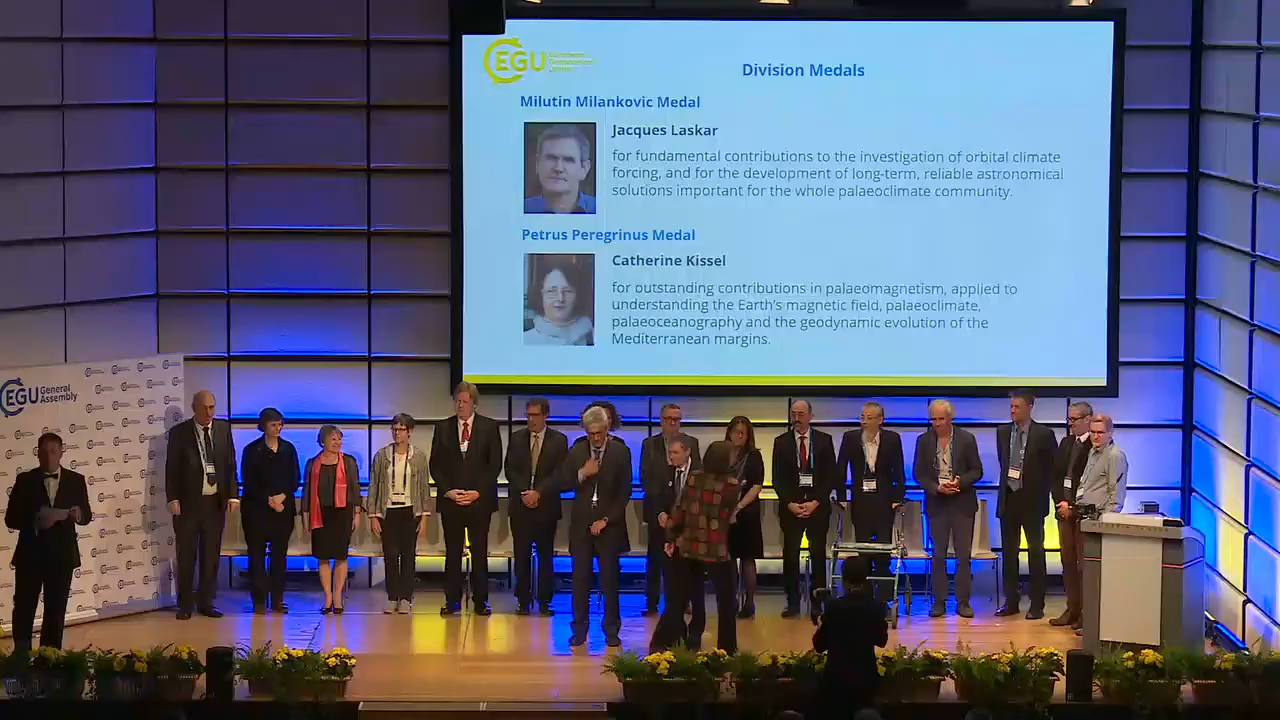 EGU
Division Medals
Milutin Milankovic Medal
Jacques Laskar
for fundamental contributions to the investigation of orbital climate
forcing, and for the development of long-term, reliable astronomical
solutions important for the whole palaeoclimate community.
Petrus Peregrinus Medal
Catherine Kissel
for outstanding contributions in palaeomagnetism, applied to
understanding the Earth's magnetic field, palaeoclimate,
palaeoceanography and the geodynamic evolution of the
Mediterranean margins.
EGU General
Assembly